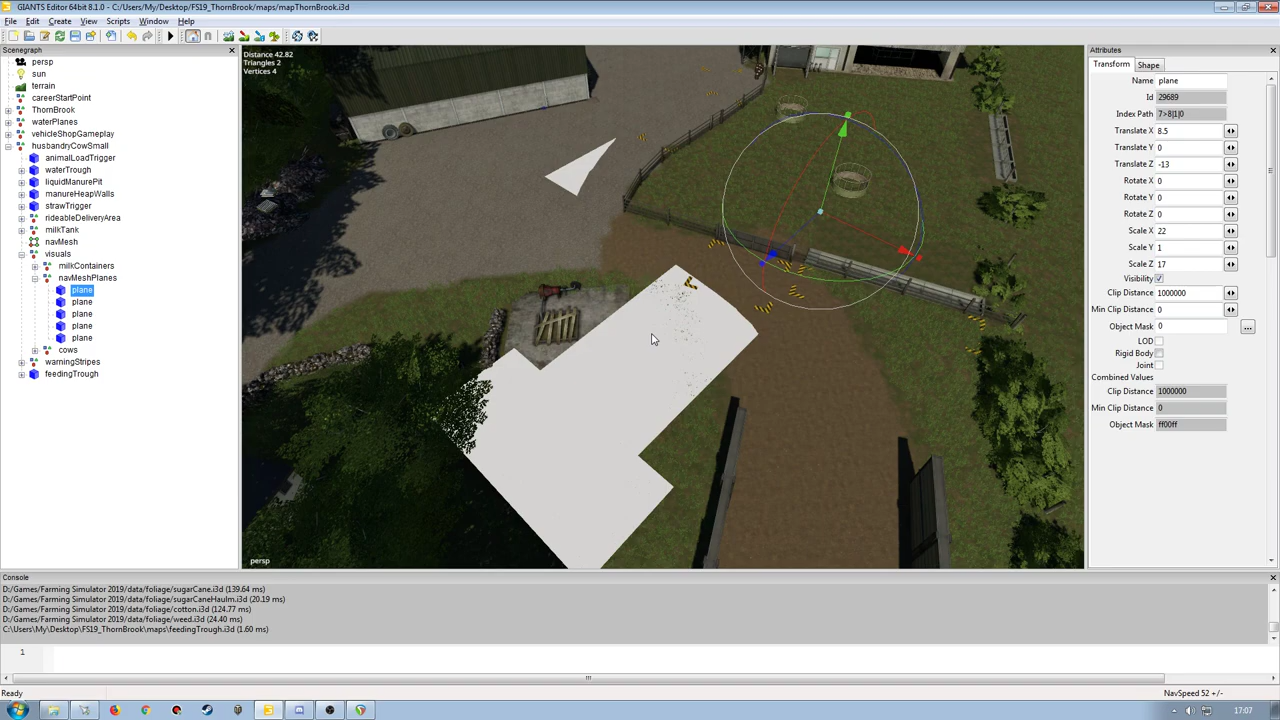 GIANTS Editor 64bit 8.1.0 - C:/Users/My/Desktop/FS19_ThornBrook/maps/mapThornBrook.i3d
File Edit View Create Scripts Window Help
Scenegraph
persp
sun
terrain
careerStartPoint
ThornBrook
waterPlanes
vehicleShopGameplay
husbandryCowSmall
animalLoadTrigger
waterTrough
liquidManurePit
manureHeapWalls
strawTrigger
rideableDeliveryArea
milkTank
navMesh
visuals
milkContainers
navMeshPlanes
plane
plane
plane
plane
plane
cows
warningStripes
feedingTrough
Distance 42.82
Triangles 2
Vertices 4
persp
Attributes
Transform Shape
Name plane
Id 29689
Index Path 7>8|1|0
Translate X 8.5
Translate Y 0
Translate Z -13
Rotate X 0
Rotate Y 0
Rotate Z 0
Scale X 22
Scale Y 1
Scale Z 17
Visibility
Clip Distance 1000000
Min Clip Distance 0
Object Mask 0 ...
LOD
Rigid Body
Joint
Combined Values
Clip Distance 1000000
Min Clip Distance 0
Object Mask ff00ff
Console
D:/Games/Farming Simulator 2019/data/foliage/sugarCane.i3d (139.64 ms)
D:/Games/Farming Simulator 2019/data/foliage/sugarCaneHaulm.i3d (20.19 ms)
D:/Games/Farming Simulator 2019/data/foliage/cotton.i3d (124.77 ms)
D:/Games/Farming Simulator 2019/data/foliage/weed.i3d (24.40 ms)
C:\Users\My\Desktop\FS19_ThornBrook\maps\feedingTrough.i3d (1.60 ms)
1
Ready
NavSpeed 52 +/-
17:07